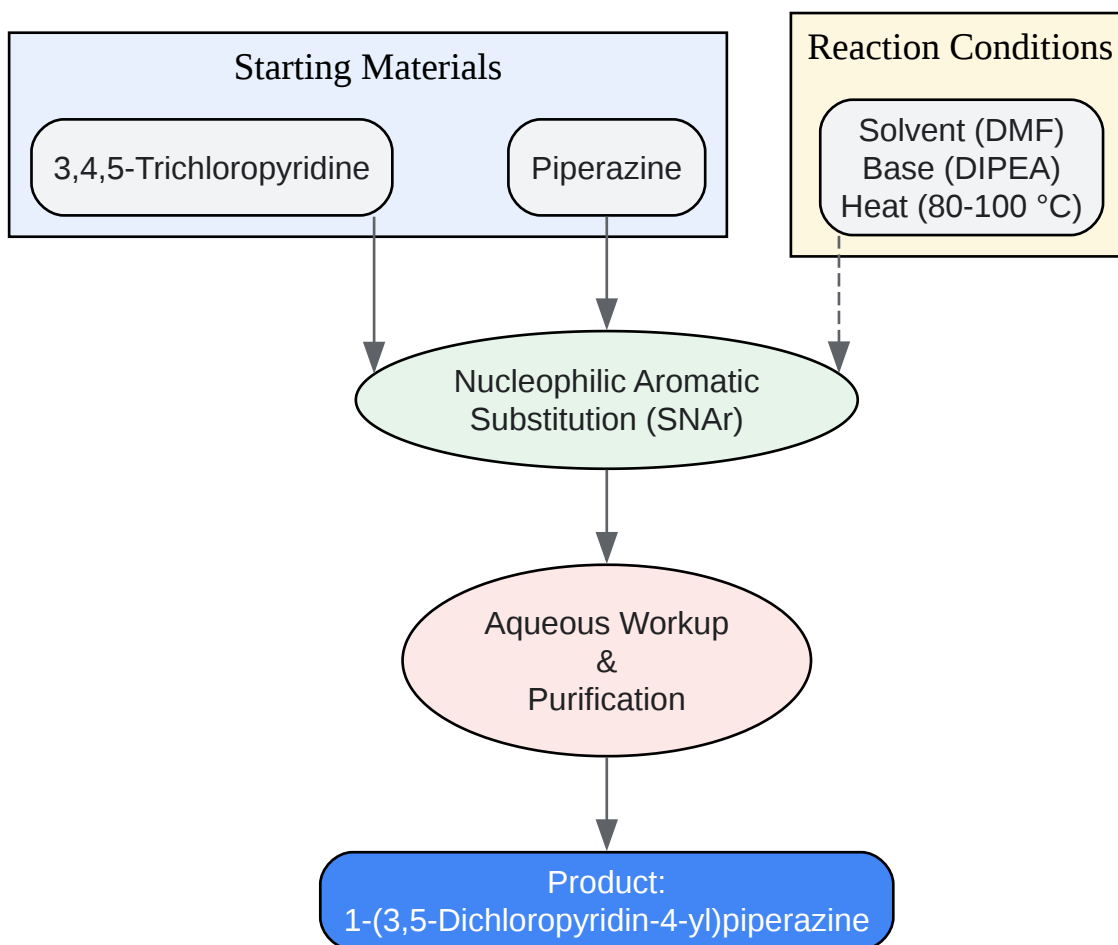 Starting Materials
3,4,5-Trichloropyridine
Piperazine
Reaction Conditions
Solvent (DMF)
Base (DIPEA)
Heat (80-100 °C)
Nucleophilic Aromatic
Substitution (SNAr)
Aqueous Workup
&
Purification
Product:
1-(3,5-Dichloropyridin-4-yl)piperazine